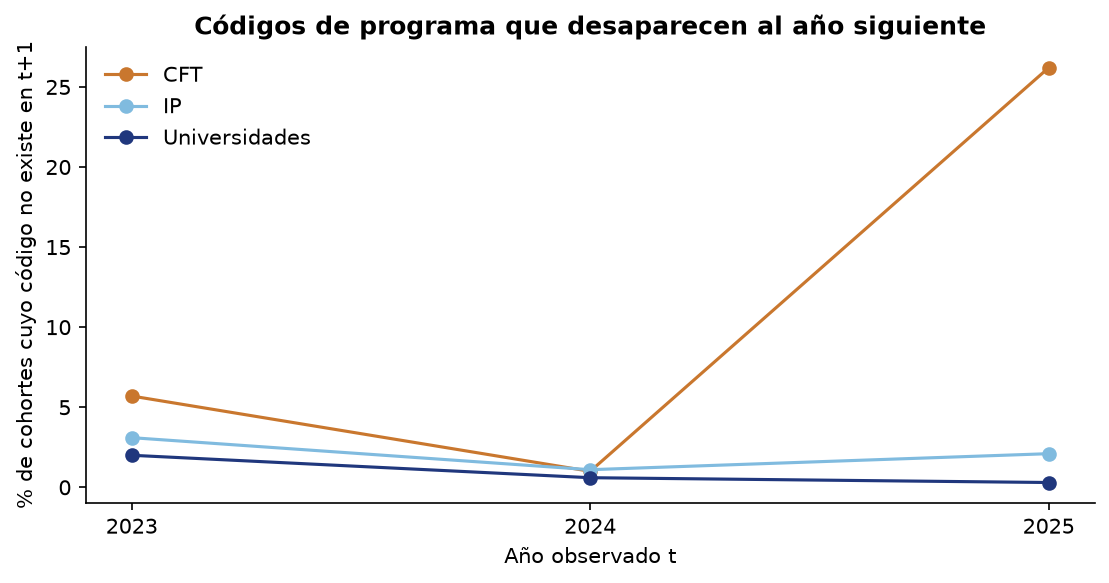 Códigos de programa que desaparecen al año siguiente
% de cohortes cuyo código no existe en t+1
CFT
IP
Universidades
25
20
15
10
5
0
2023
2024
2025
Año observado t